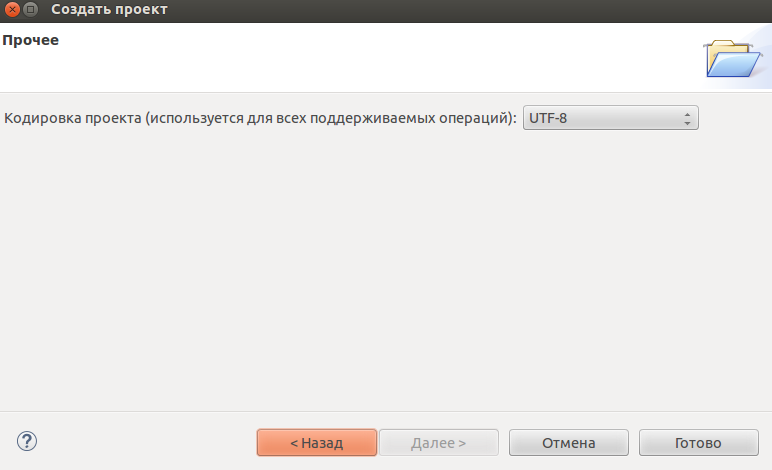 Создать проект
Прочее
Кодировка проекта (используется для всех поддерживаемых операций): UTF-8
?
< Назад Далее > Отмена Готово